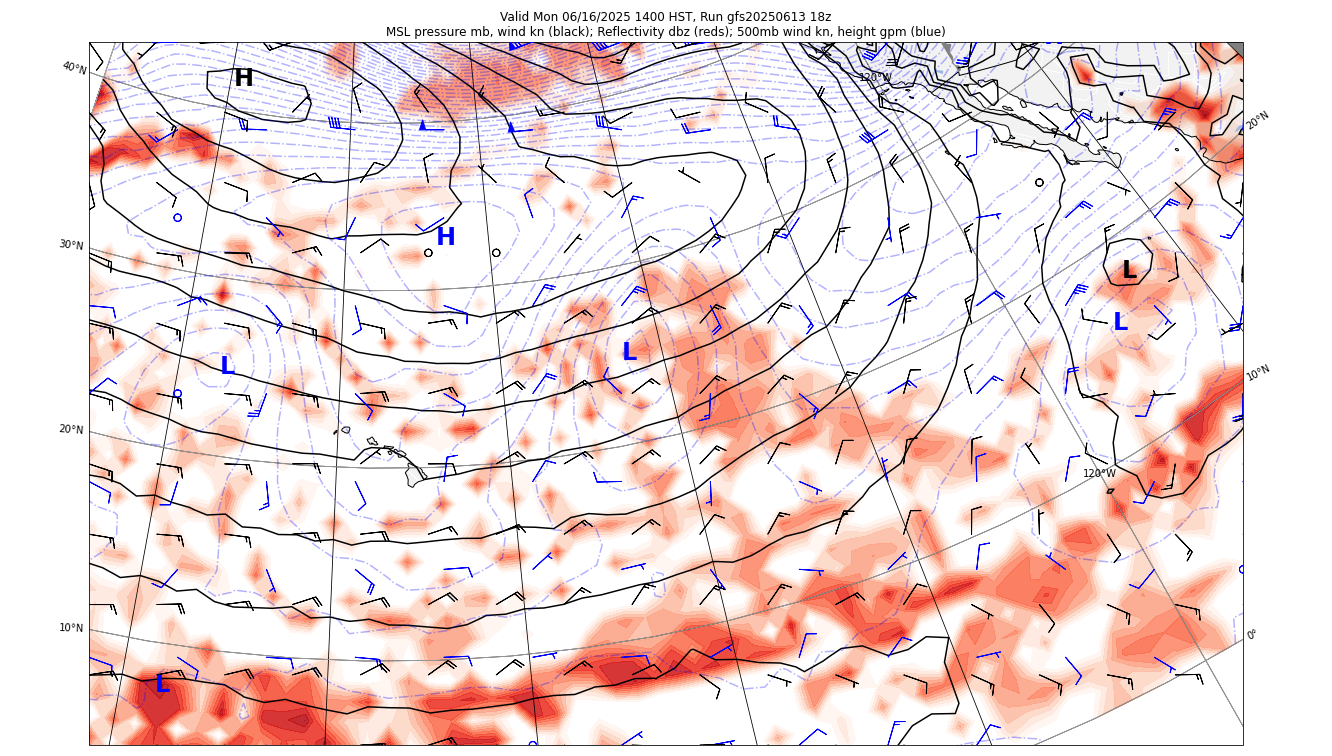 Valid Mon 06/16/2025 1400 HST, Run gfs20250613 18z
MSL pressure mb, wind kn (black); Reflectivity dbz (reds); 500mb wind kn, height gpm (blue)
40°N
H
120°W
20°N
30°N
H
L
L
L
L
10°N
20°N
120°W
10°N
0°
L